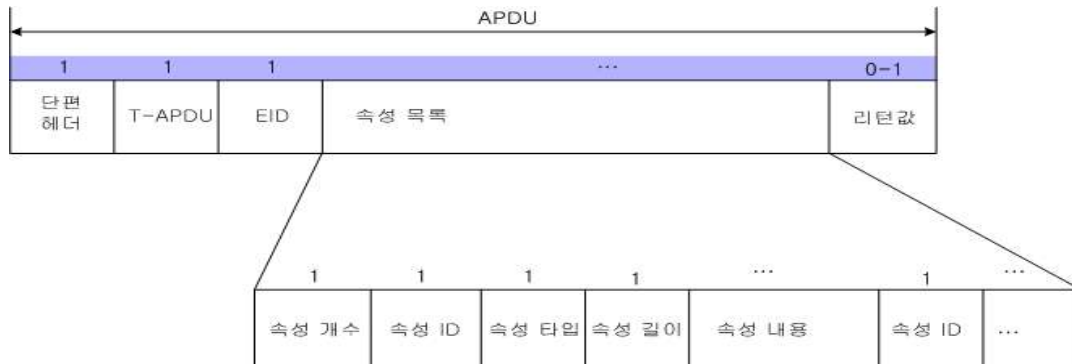 APDU
1 1 1 ... 0-1
단편 헤더 T-APDU EID 속성 목록 리턴값
1 1 1 1 ... 1 ...
속성 개수 속성 ID 속성 타입 속성 길이 속성 내용 속성 ID ...